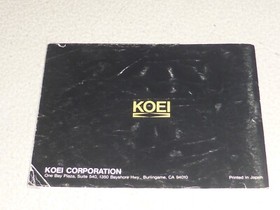 KOEI
KOEI CORPORATION
One Bay Plaza, Suite 540, 1350 Bayshore Hwy., Burlingame, CA 94010
Printed in Japan